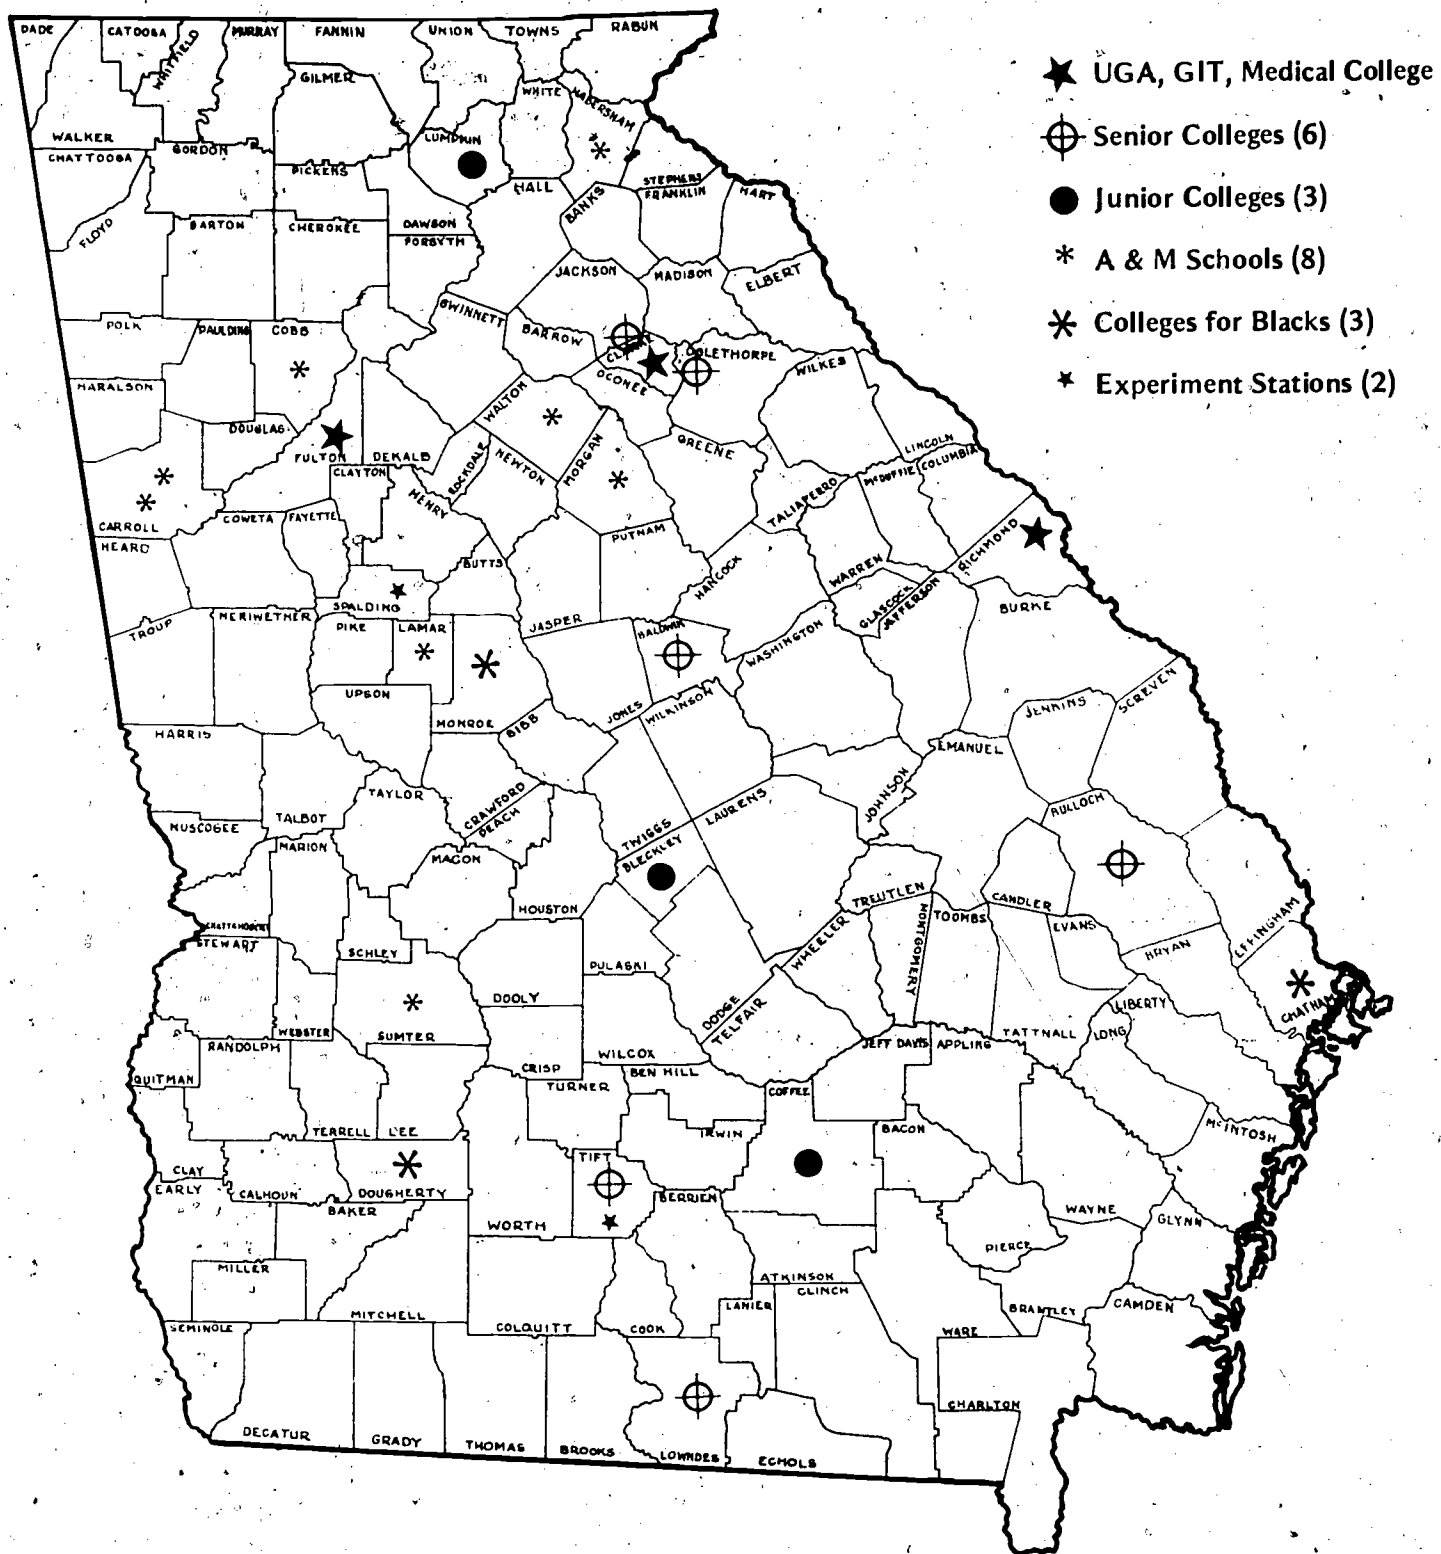 DADE
CATOOSA
WHITFIELD
MURRAY
FANNIN
UNION
TOWNS
RABUN
GILMER
WHITE
HABERSHAM
WALKER
CHATTOOGA
GORDON
LUMPKIN
PICKENS
HALL
BANKS
STEPHENS
FRANKLIN
HART
FLOYD
BARTON
CHEROKEE
DAWSON
FORSYTH
JACKSON
MADISON
ELBERT
POLK
PAULDING
COBB
GWINNETT
BARROW
CLARKE
OGLETHORPE
OCONEE
WILKES
HARALSON
WALTON
DOUGLAS
FULTON
DEKALB
CLAYTON
ROCKDALE
NEWTON
MORGAN
GREENE
LINCOLN
McDUFFIE
COLUMBIA
TALIAFERRO
CARROLL
HEARD
COWETA
FAYETTE
HENRY
BUTTS
PUTNAM
HANCOCK
WARREN
RICHMOND
GLASCOCK
JEFFERSON
BURKE
SPALDING
TROUP
MERIWETHER
PIKE
LAMAR
JASPER
BALDWIN
WASHINGTON
UPSON
MONROE
BIBB
JONES
WILKINSON
JENKINS
SCREVEN
HARRIS
EMANUEL
TALBOT
TAYLOR
CRAWFORD
PEACH
TWIGGS
BLECKLEY
LAURENS
JOHNSON
BULLOCH
MUSCOGEE
MARION
MACON
HOUSTON
TREUTLEN
MONTGOMERY
TOOMBS
CANDLER
EVANS
EFFINGHAM
CHATTAHOOCHEE
STEWART
SCHLEY
PULASKI
WHEELER
BRYAN
DOOLY
DODGE
TELFAIR
LIBERTY
CHATHAM
LONG
TATTNALL
WEBSTER
SUMTER
RANDOLPH
QUITMAN
CRISP
WILCOX
BEN HILL
TURNER
JEFF DAVIS
APPLING
COFFEE
TERRELL
LEE
IRWIN
BACON
McINTOSH
CLAY
EARLY
CALHOUN
DOUGHERTY
BAKER
TIFT
WORTH
BERRIEN
WAYNE
GLYNN
PIERCE
MILLER
ATKINSON
CLINCH
LANIER
BRANTLEY
CAMDEN
SEMINOLE
MITCHELL
COLQUITT
COOK
WARE
CHARLTON
DECATUR
GRADY
THOMAS
BROOKS
LOWNDES
ECHOLS
UGA, GIT, Medical College
Senior Colleges (6)
Junior Colleges (3)
A & M Schools (8)
Colleges for Blacks (3)
Experiment Stations (2)